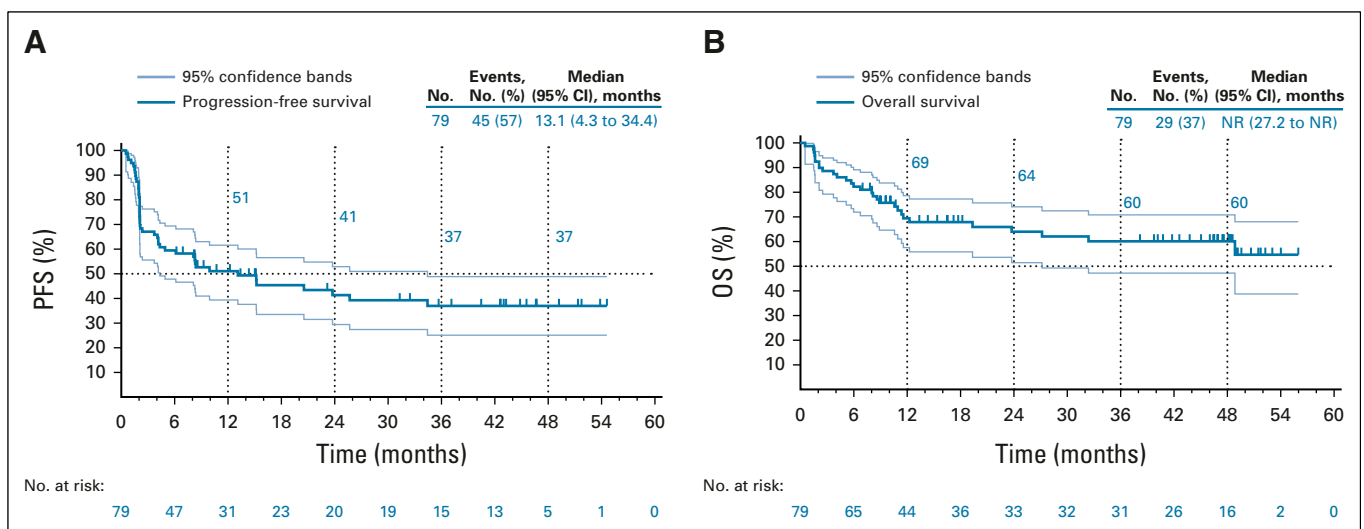 A
95% confidence bands
Progression-free survival
Events, Median
No. No. (%) (95% CI), months
79 45 (57) 13.1 (4.3 to 34.4)
100
90
80
70
60
50
40
30
20
10
PFS (%)
51
41
37
37
0 6 12 18 24 30 36 42 48 54 60
Time (months)
No. at risk:
79 47 31 23 20 19 15 13 5 1 0
B
95% confidence bands
Overall survival
Events, Median
No. No. (%) (95% CI), months
79 29 (37) NR (27.2 to NR)
100
90
80
70
60
50
40
30
20
10
OS (%)
69
64
60
60
0 6 12 18 24 30 36 42 48 54 60
Time (months)
No. at risk:
79 65 44 36 33 32 31 26 16 2 0